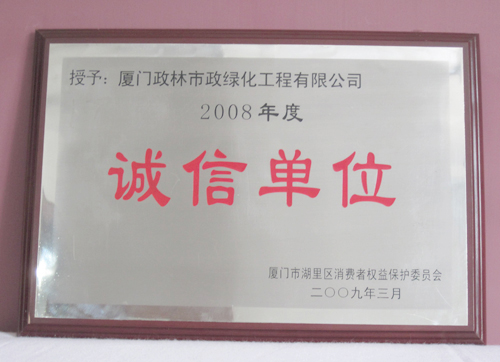 授予：厦门政林市政绿化工程有限公司
2008年度
诚信单位
厦门市湖里区消费者权益保护委员会
二〇〇九年三月